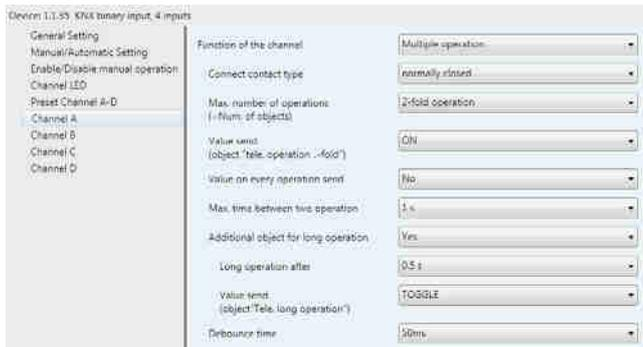 Device: 1.1.35 KNX binary input, 4 inputs
General Setting
Manual/Automatic Setting
Enable/Disable manual operation
Channel LED
Preset Channel A-D
Channel A
Channel B
Channel C
Channel D
Function of the channel
Multiple operation
Connect contact type
normally closed
Max. number of operations
(=Num. of objects)
2-fold operation
Value send
(object "tele. operation ..-fold")
ON
Value on every operation send
No
Max. time between two operation
1 s
Additional object for long operation
Yes
Long operation after
0.5 s
Value send
(object"Tele. long operation")
TOGGLE
Debounce time
50ms